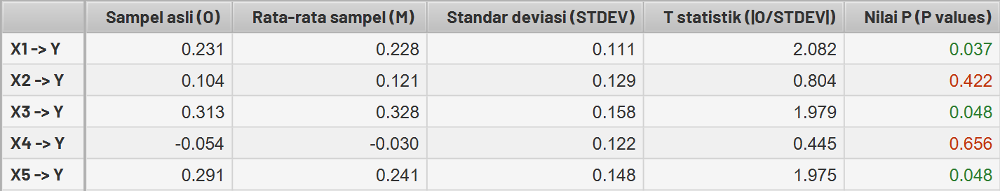 Sampel asli (O) Rata-rata sampel (M) Standar deviasi (STDEV) T statistik (|O/STDEV|) Nilai P (P values)
X1 -> Y 0.231 0.228 0.111 2.082 0.037
X2 -> Y 0.104 0.121 0.129 0.804 0.422
X3 -> Y 0.313 0.328 0.158 1.979 0.048
X4 -> Y -0.054 -0.030 0.122 0.445 0.656
X5 -> Y 0.291 0.241 0.148 1.975 0.048